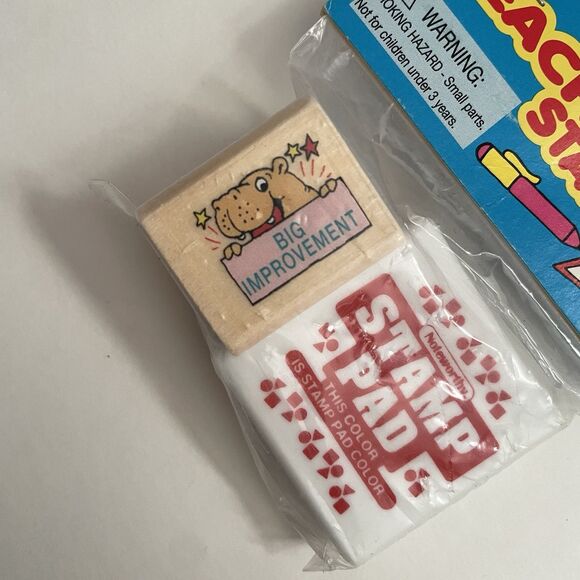 WARNING:
CHOKING HAZARD - Small parts.
Not for children under 3 years.
BIG
IMPROVEMENT
Noteworthy
STAMP
PAD
THIS COLOR
IS STAMP PAD COLOR